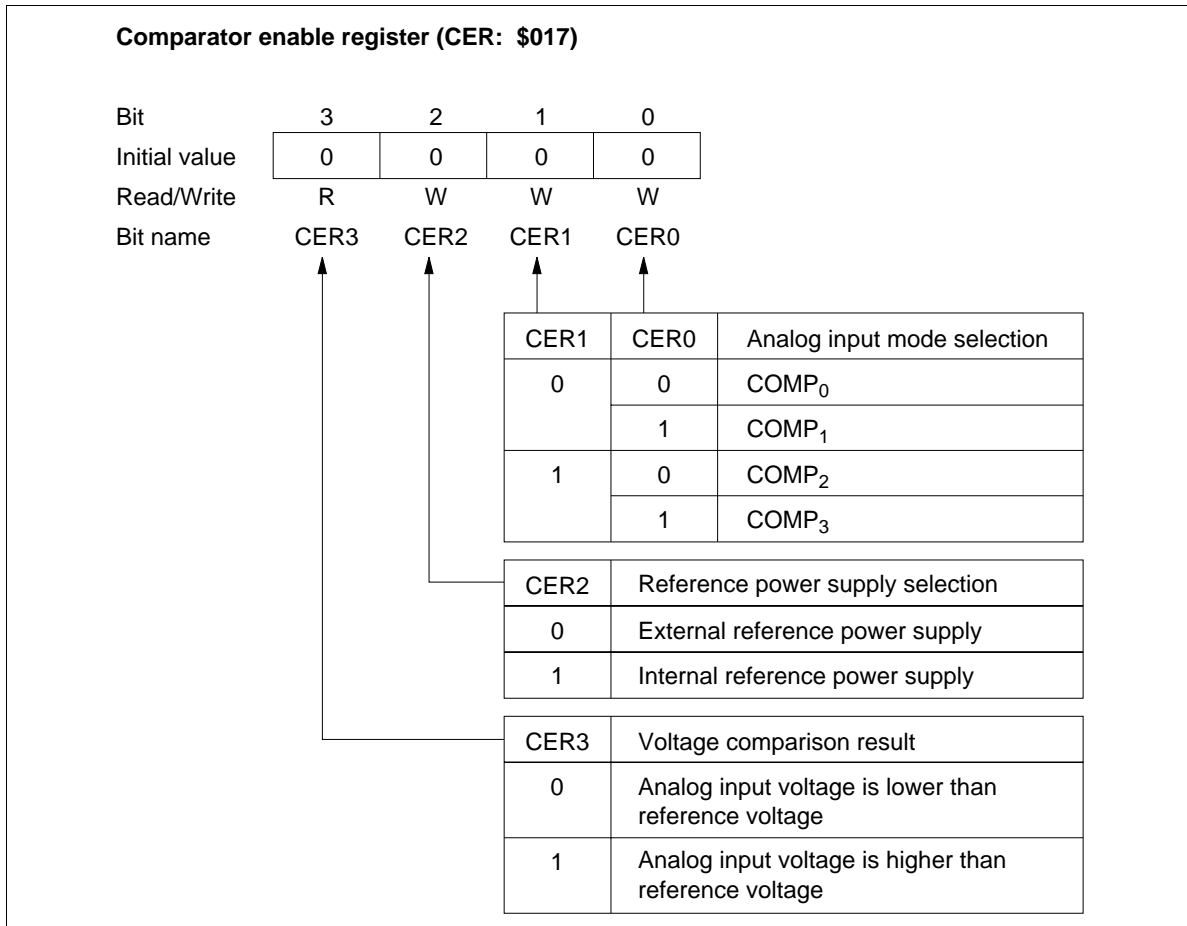 Comparator enable register (CER: $017)
Bit 3 2 1 0
Initial value 0 0 0 0
Read/Write R W W W
Bit name CER3 CER2 CER1 CER0
CER1 CER0 Analog input mode selection
0 0 COMP₀
1 COMP₁
1 0 COMP₂
1 COMP₃
CER2 Reference power supply selection
0 External reference power supply
1 Internal reference power supply
CER3 Voltage comparison result
0 Analog input voltage is lower than
reference voltage
1 Analog input voltage is higher than
reference voltage